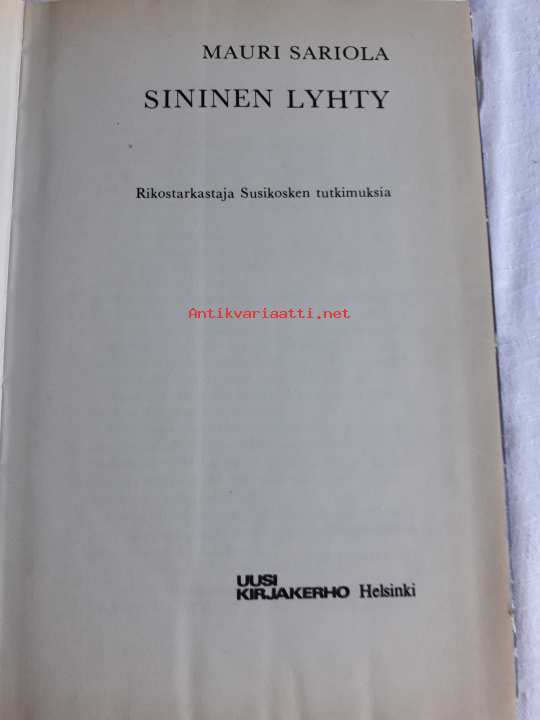 MAURI SARIOLA
SININEN LYHTY
Rikostarkastaja Susikosken tutkimuksia
Antikvariaatti.net
UUSI
KIRJAKERHO Helsinki